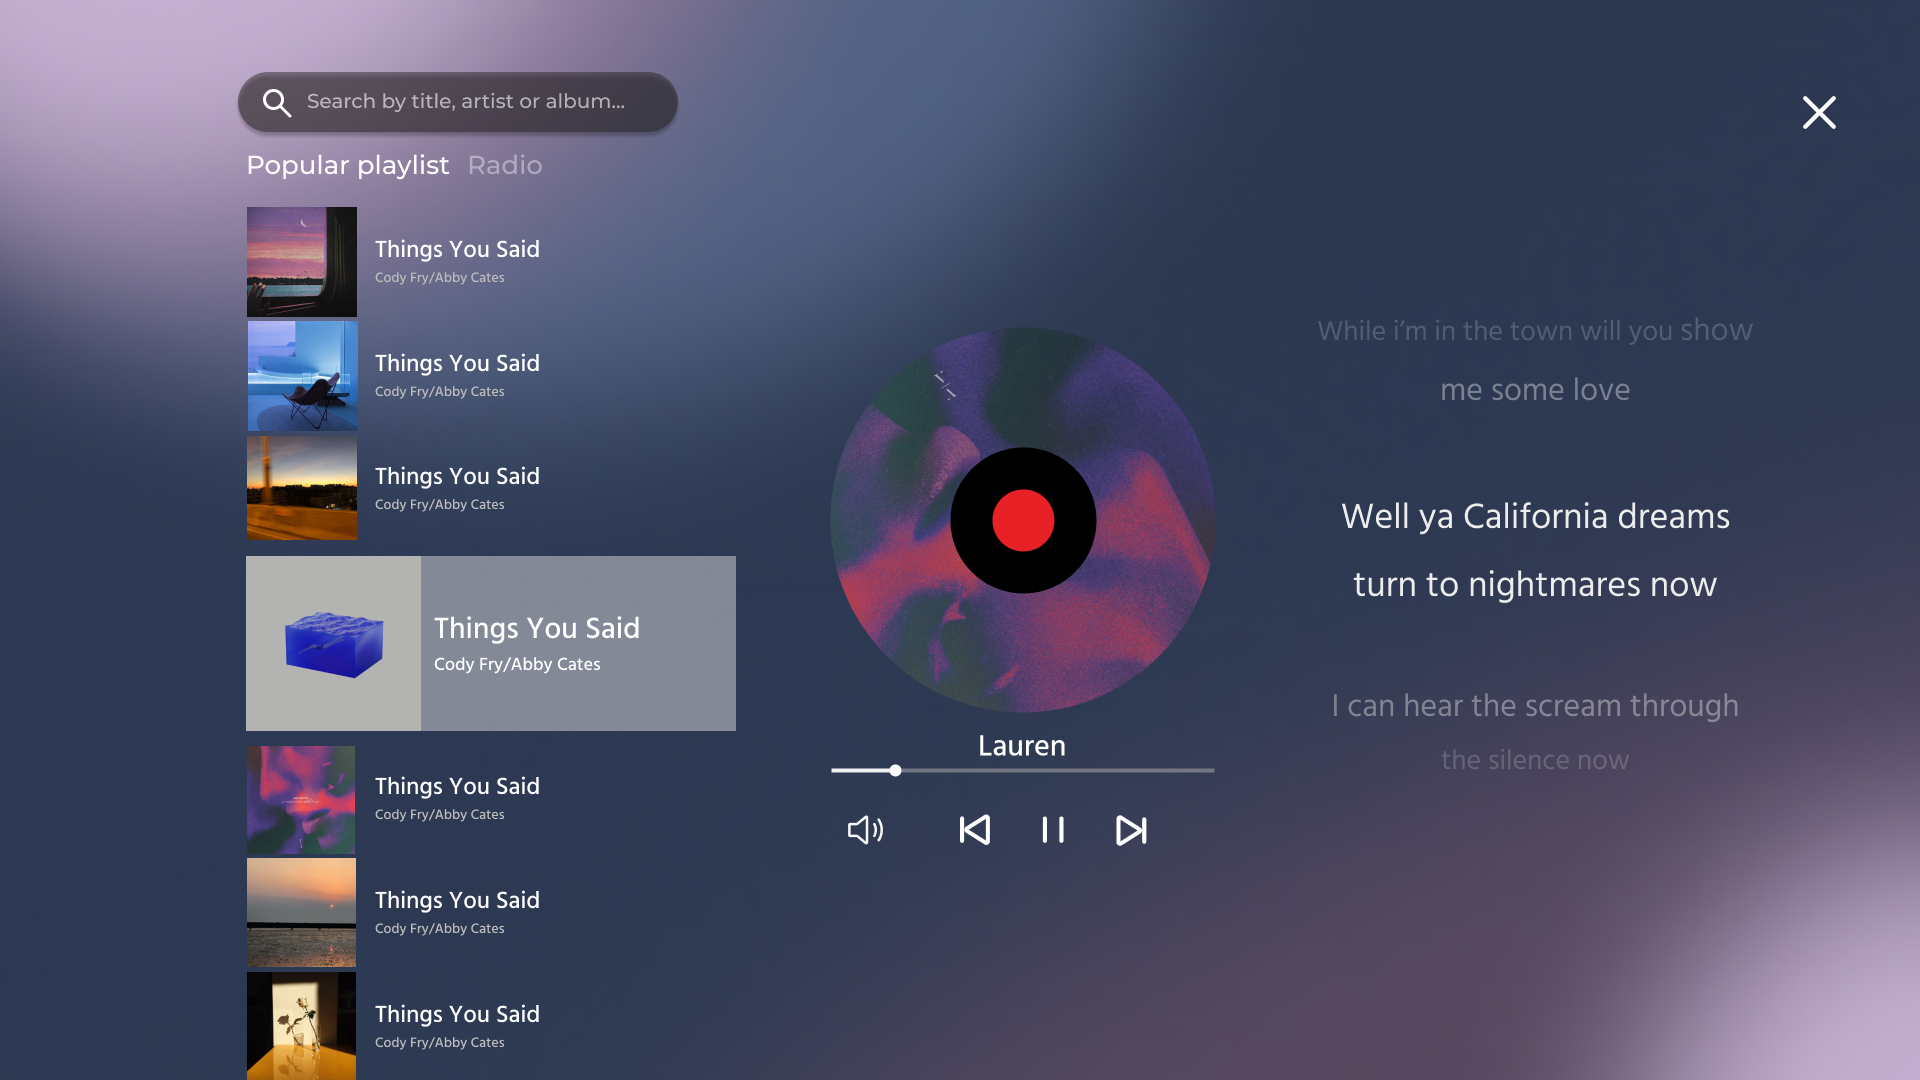 Search by title, artist or album...
Popular playlist Radio
Things You Said
Cody Fry/Abby Cates
Things You Said
Cody Fry/Abby Cates
Things You Said
Cody Fry/Abby Cates
Things You Said
Cody Fry/Abby Cates
Things You Said
Cody Fry/Abby Cates
Things You Said
Cody Fry/Abby Cates
Things You Said
Cody Fry/Abby Cates
Lauren
While i’m in the town will you show
me some love
Well ya California dreams
turn to nightmares now
I can hear the scream through
the silence now